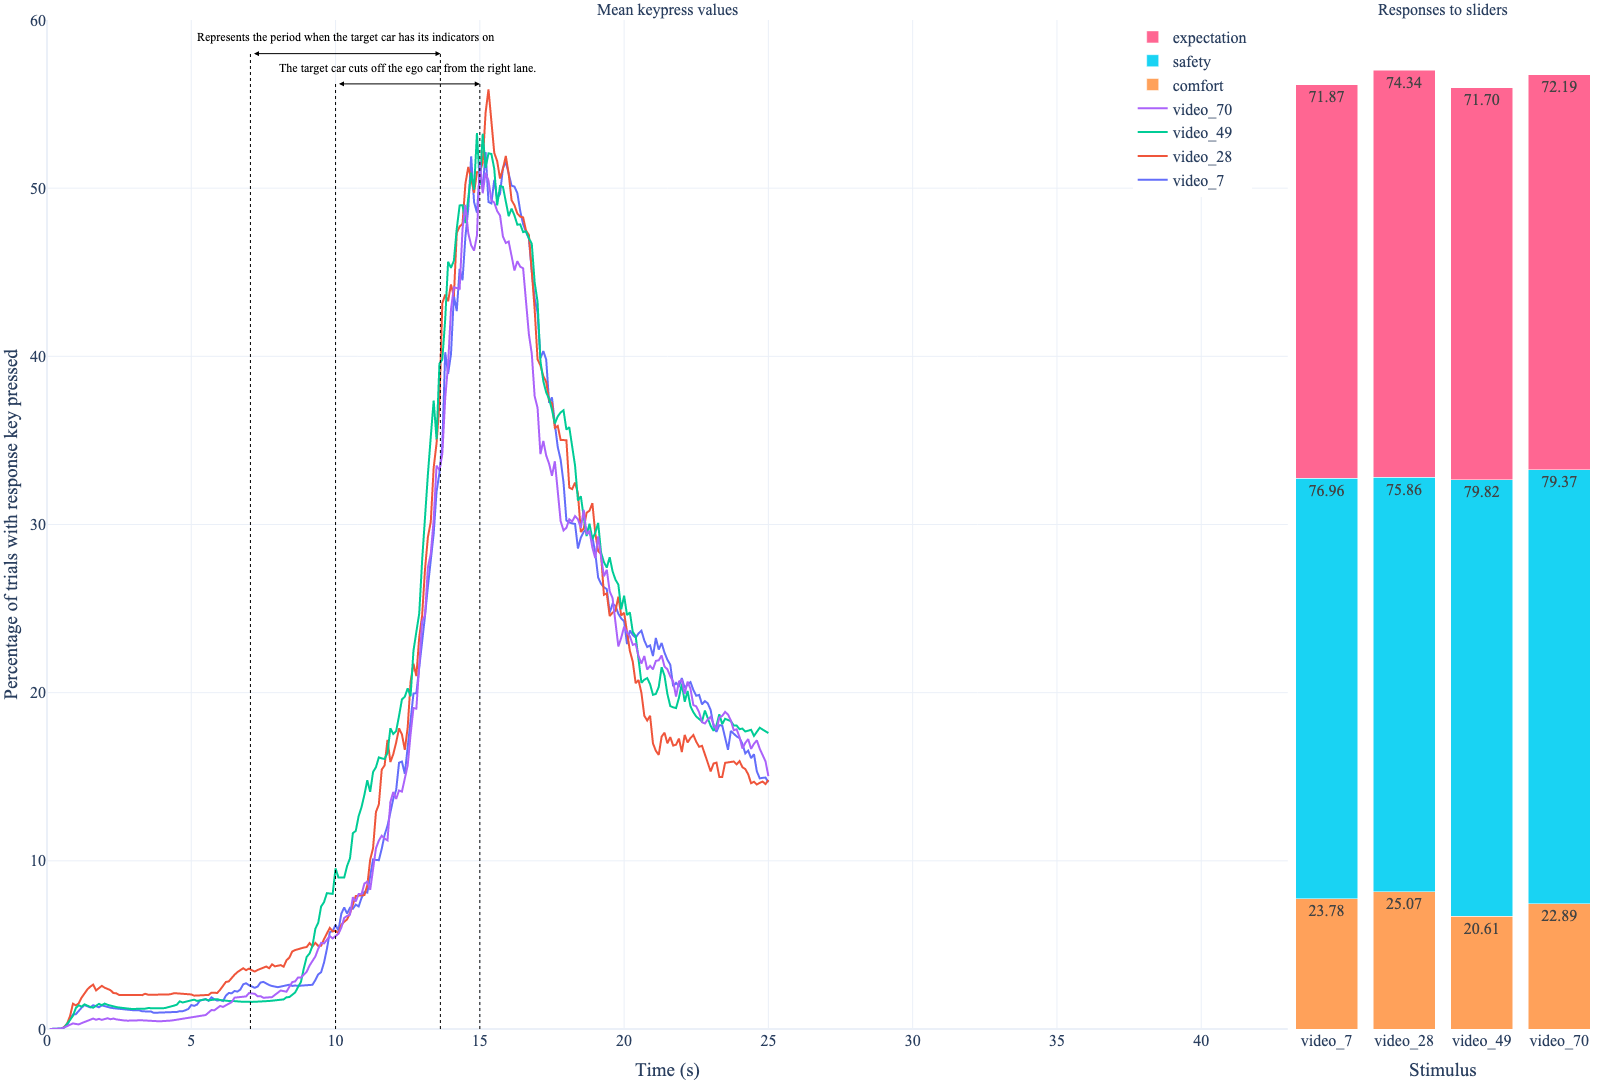 Mean keypress values
Responses to sliders
60
50
40
30
20
10
0
Percentage of trials with response key pressed
Represents the period when the target car has its indicators on
The target car cuts off the ego car from the right lane.
expectation
safety
comfort
video_70
video_49
video_28
video_7
71.87
74.34
71.70
72.19
76.96
75.86
79.82
79.37
23.78
25.07
20.61
22.89
0
5
10
15
20
25
30
35
40
video_7
video_28
video_49
video_70
Time (s)
Stimulus